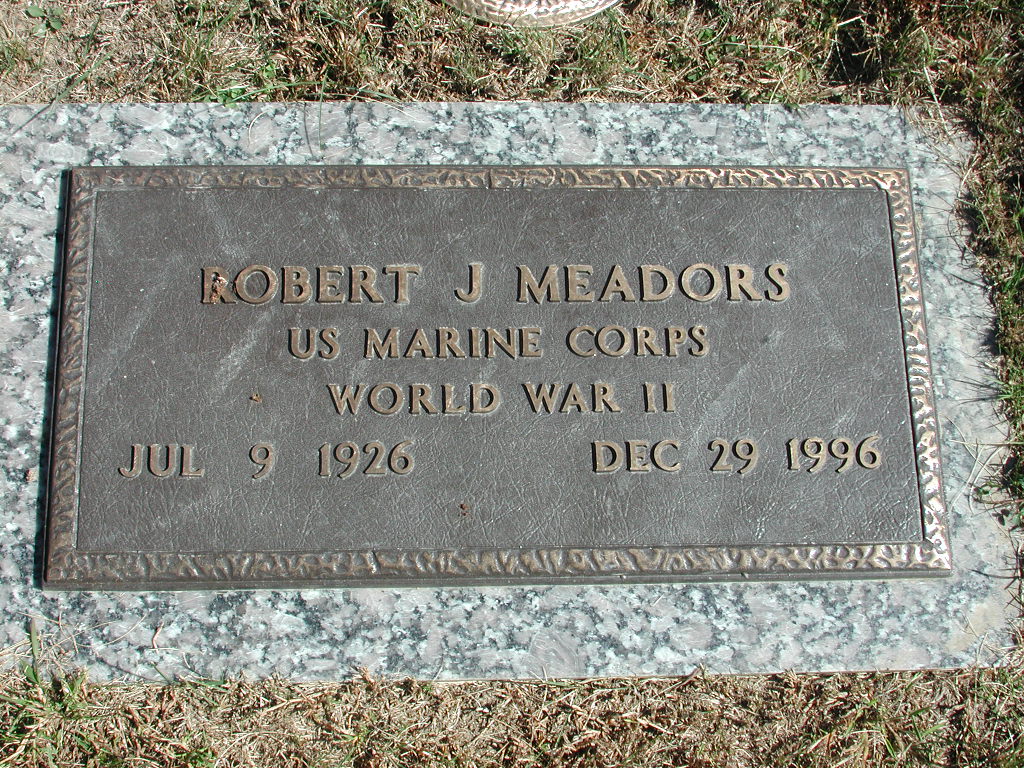 ROBERT J MEADORS
US MARINE CORPS
WORLD WAR II
JUL 9 1926 DEC 29 1996